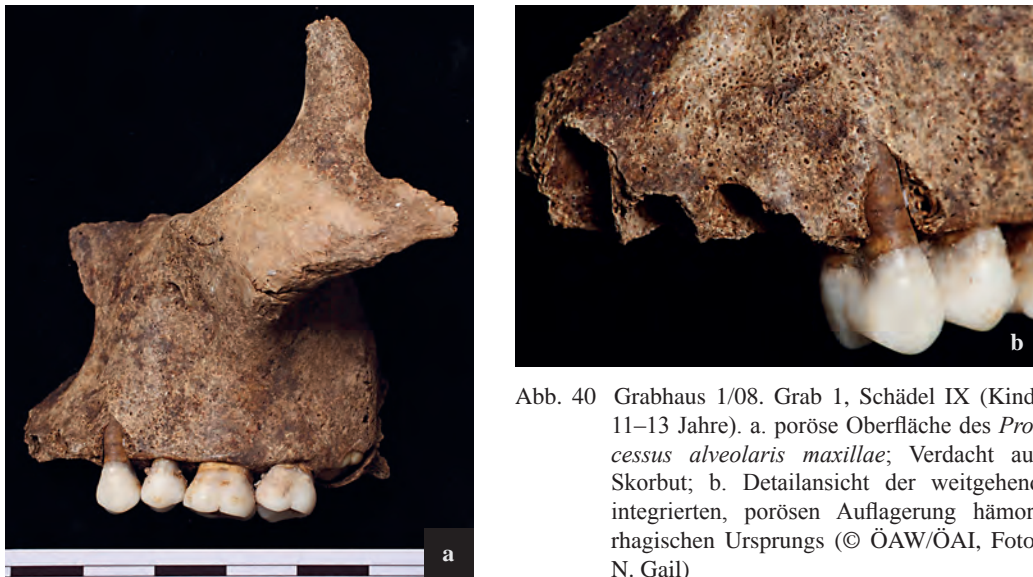 a
b
Abb. 40 Grabhaus 1/08. Grab 1, Schädel IX (Kind,
11–13 Jahre). a. poröse Oberfläche des Pro-
cessus alveolaris maxillae; Verdacht au
Skorbut; b. Detailansicht der weitgehend
integrierten, porösen Auflagerung hämor-
rhagischen Ursprungs (© ÖAW/ÖAI, Foto
N. Gail)